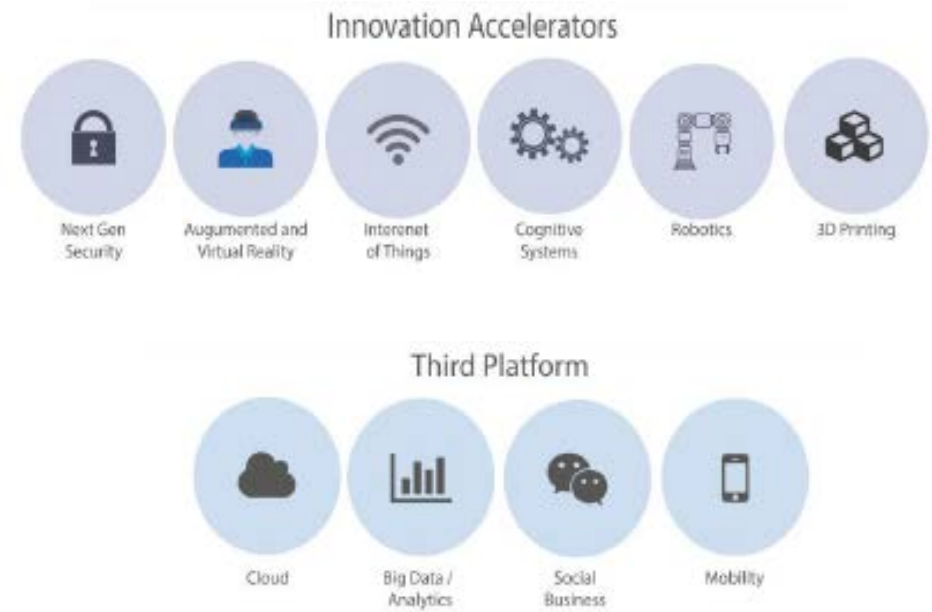 Innovation Accelerators
Next Gen
Security
Augumented and
Virtual Reality
Interenet
of Things
Cognitive
Systems
Robotics
3D Printing
Third Platform
Cloud
Big Data /
Analytics
Social
Business
Mobility